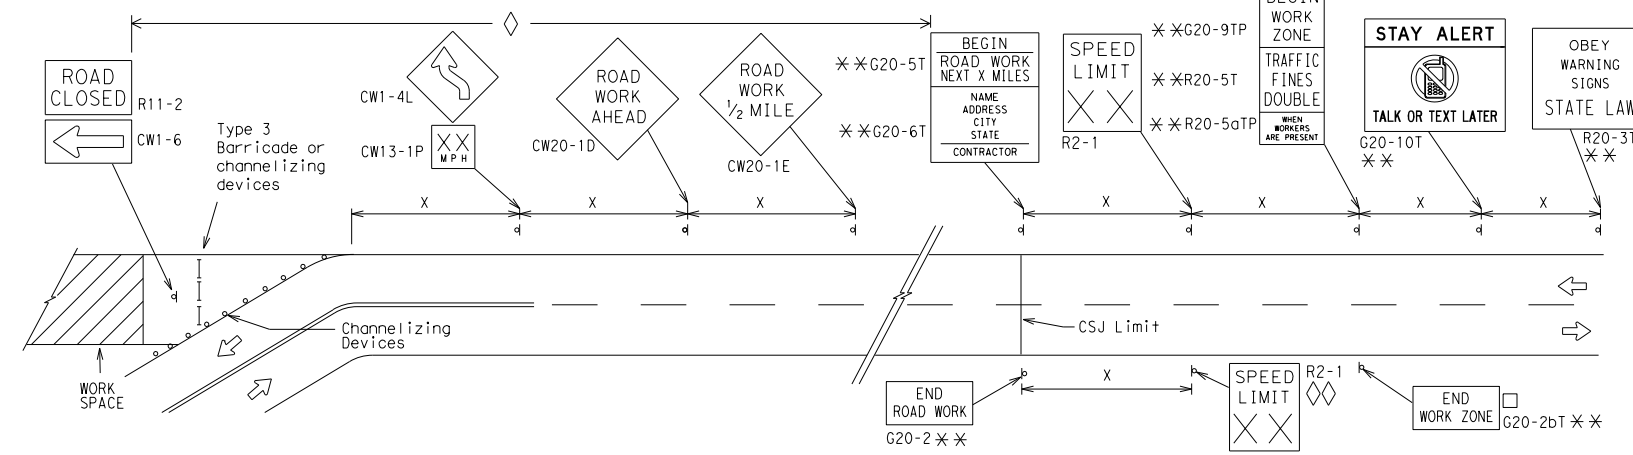 ROAD
CLOSED
R11-2
CW1-6
Type 3
Barricade or
channelizing
devices
CW1-4L
XX
MPH
CW13-1P
ROAD
WORK
AHEAD
CW20-1D
ROAD
WORK
1/2 MILE
CW20-1E
**G20-5T
**G20-6T
BEGIN
ROAD WORK
NEXT X MILES
NAME
ADDRESS
CITY
STATE
CONTRACTOR
SPEED
LIMIT
XX
R2-1
**G20-9TP
**R20-5T
**R20-5aTP
BEGIN
WORK
ZONE
TRAFFIC
FINES
DOUBLE
WHEN
WORKERS
ARE PRESENT
STAY ALERT
TALK OR TEXT LATER
G20-10T
**
OBEY
WARNING
SIGNS
STATE LAW
R20-3T
**
X X X X X X X
Channelizing
Devices
CSJ Limit
WORK
SPACE
END
ROAD WORK
G20-2 **
X
SPEED
LIMIT
XX
R2-1
END
WORK ZONE
G20-2bT **